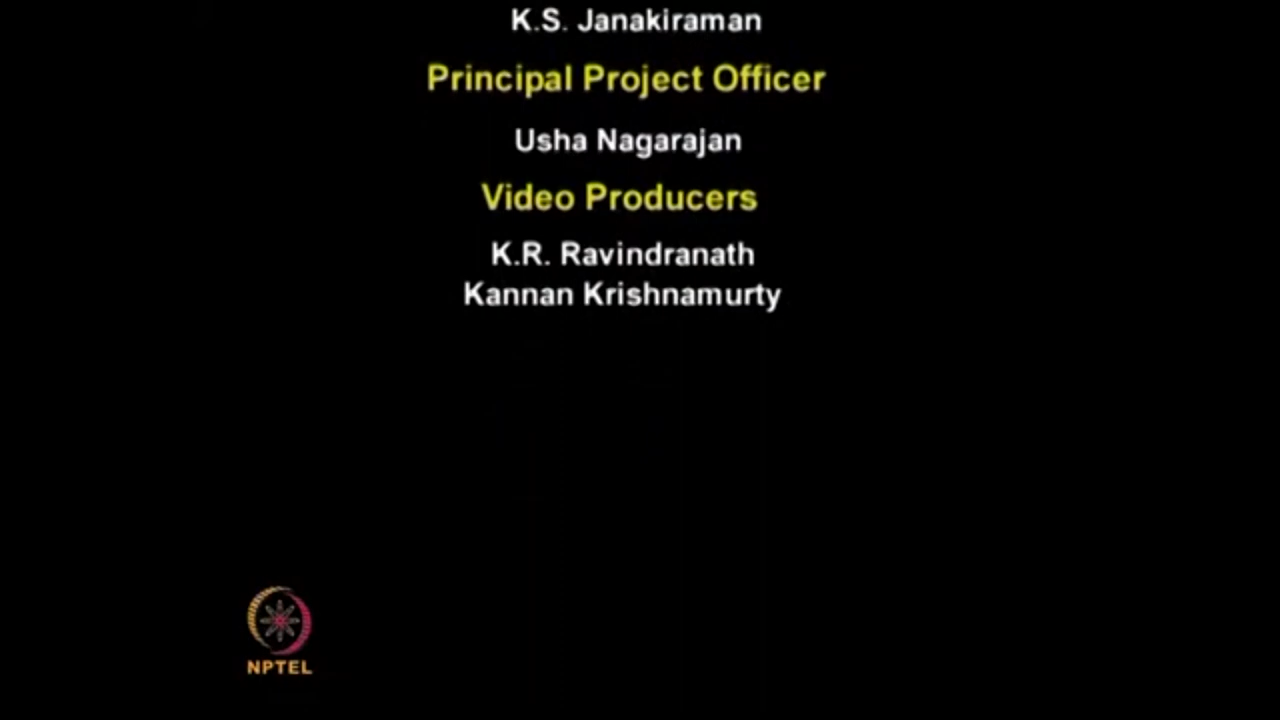 K.S. Janakiraman
Principal Project Officer
Usha Nagarajan
Video Producers
K.R. Ravindranath
Kannan Krishnamurty
NPTEL